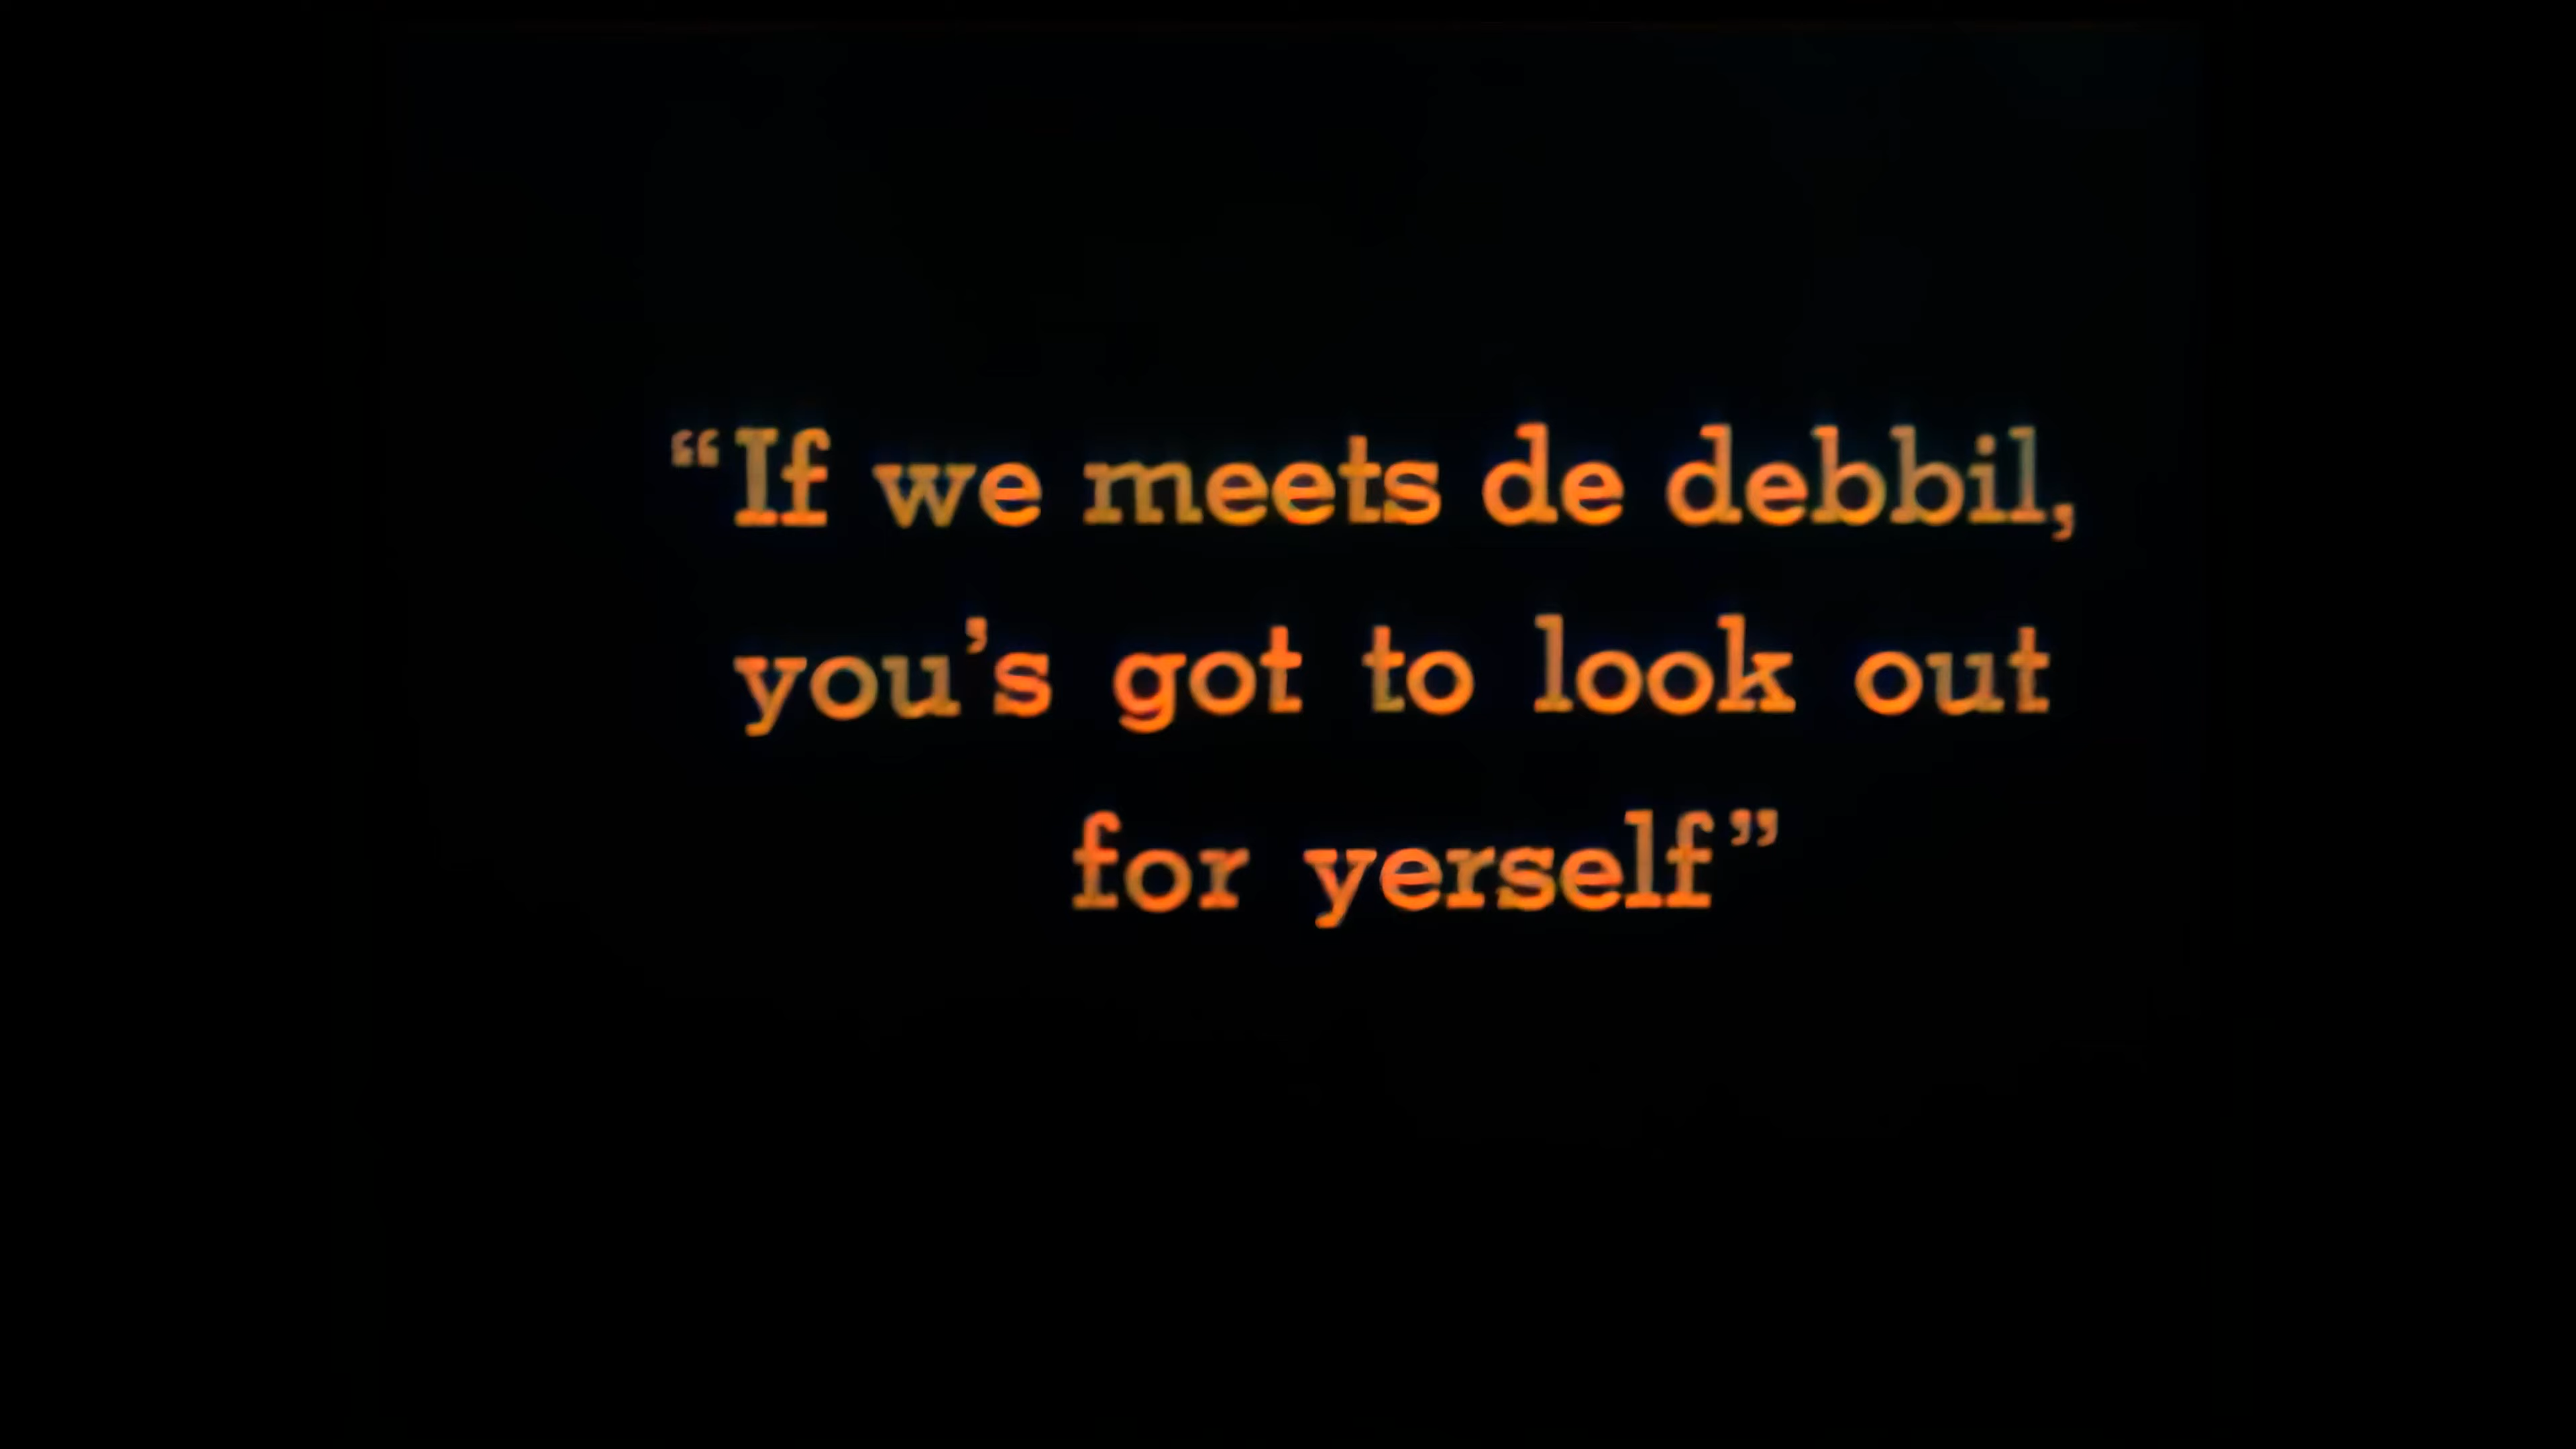 “If we meets de debbil,
you’s got to look out
for yerself”